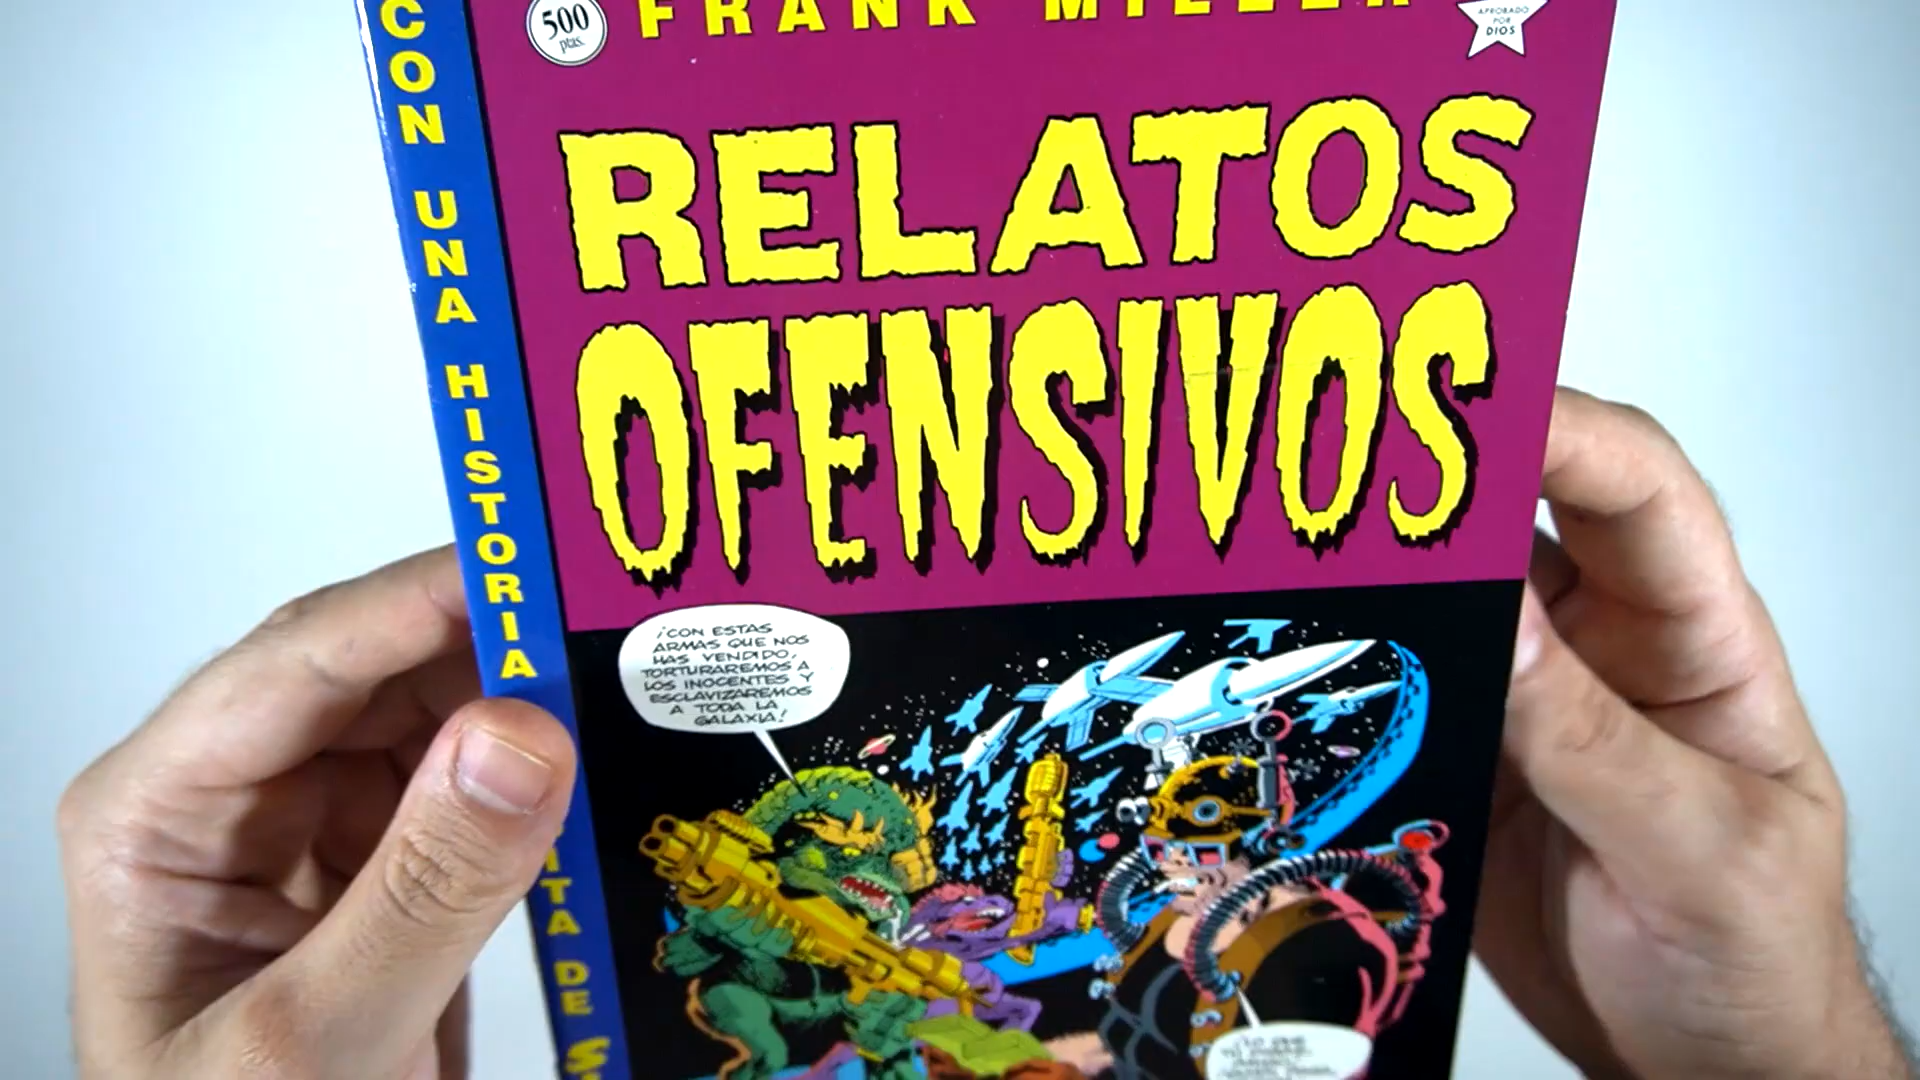 500
ptas.
FRANK MILLER
APROBADO
POR
DIOS
RELATOS
OFENSIVOS
CON UNA HISTORIA
DE
¡CON ESTAS
ARMAS QUE NOS
HAS VENDIDO,
TORTURAREMOS A
LOS INOCENTES Y
ESCLAVIZAREMOS
A TODA LA
GALAXIA!